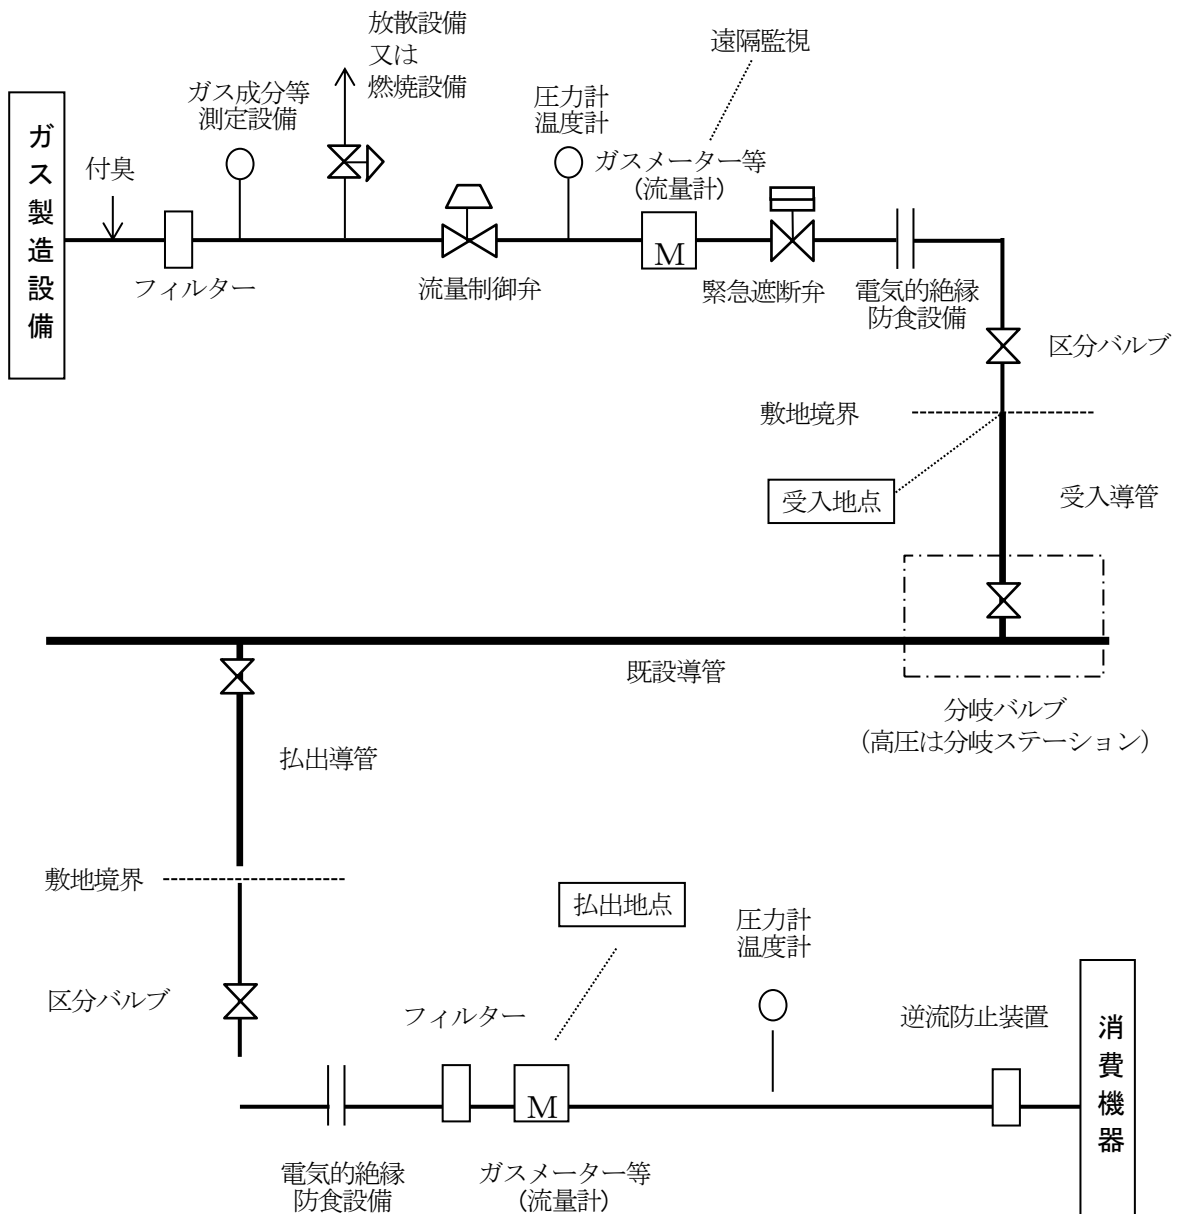 放散設備
又は
燃焼設備
遠隔監視
ガス成分等
測定設備
圧力計
温度計
ガス製造設備
付臭
ガスメーター等
(流量計)
M
フィルター
流量制御弁
緊急遮断弁
電気的絶縁
防食設備
区分バルブ
敷地境界
受入地点
受入導管
既設導管
分岐バルブ
(高圧は分岐ステーション)
払出導管
敷地境界
払出地点
圧力計
温度計
区分バルブ
フィルター
逆流防止装置
消費機器
M
電気的絶縁
防食設備
ガスメーター等
(流量計)